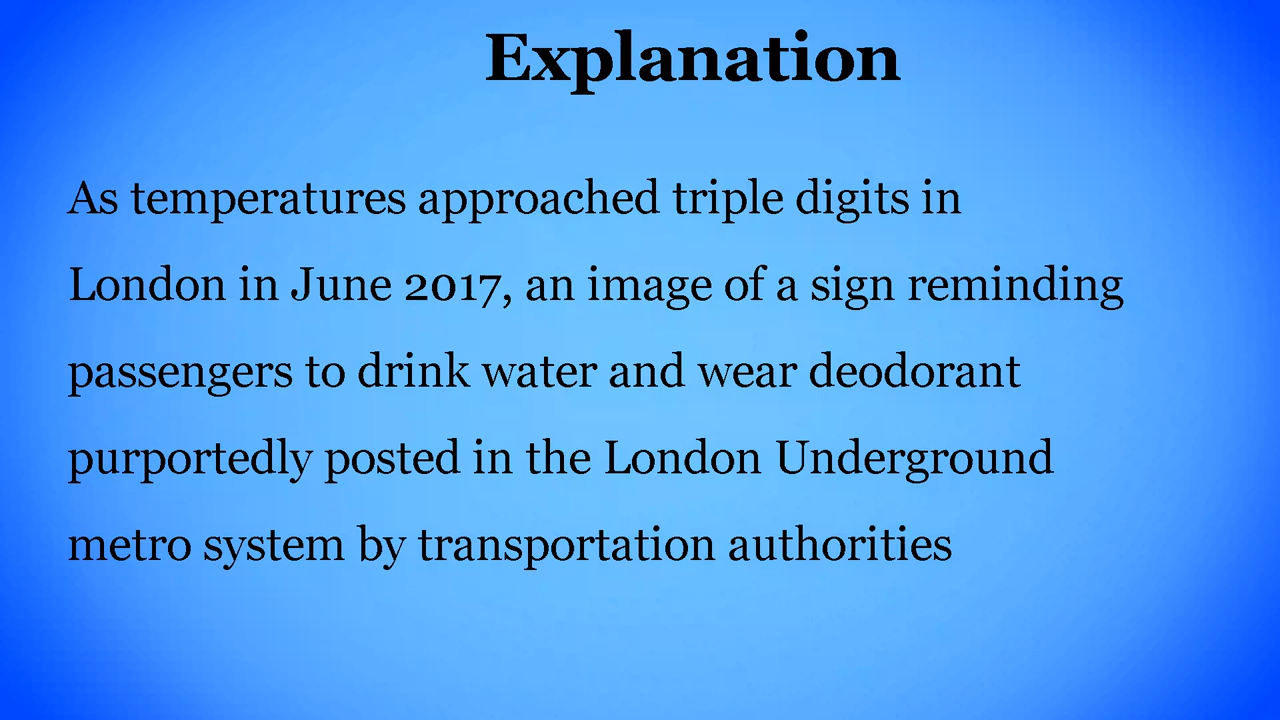 Explanation
As temperatures approached triple digits in
London in June 2017, an image of a sign reminding
passengers to drink water and wear deodorant
purportedly posted in the London Underground
metro system by transportation authorities